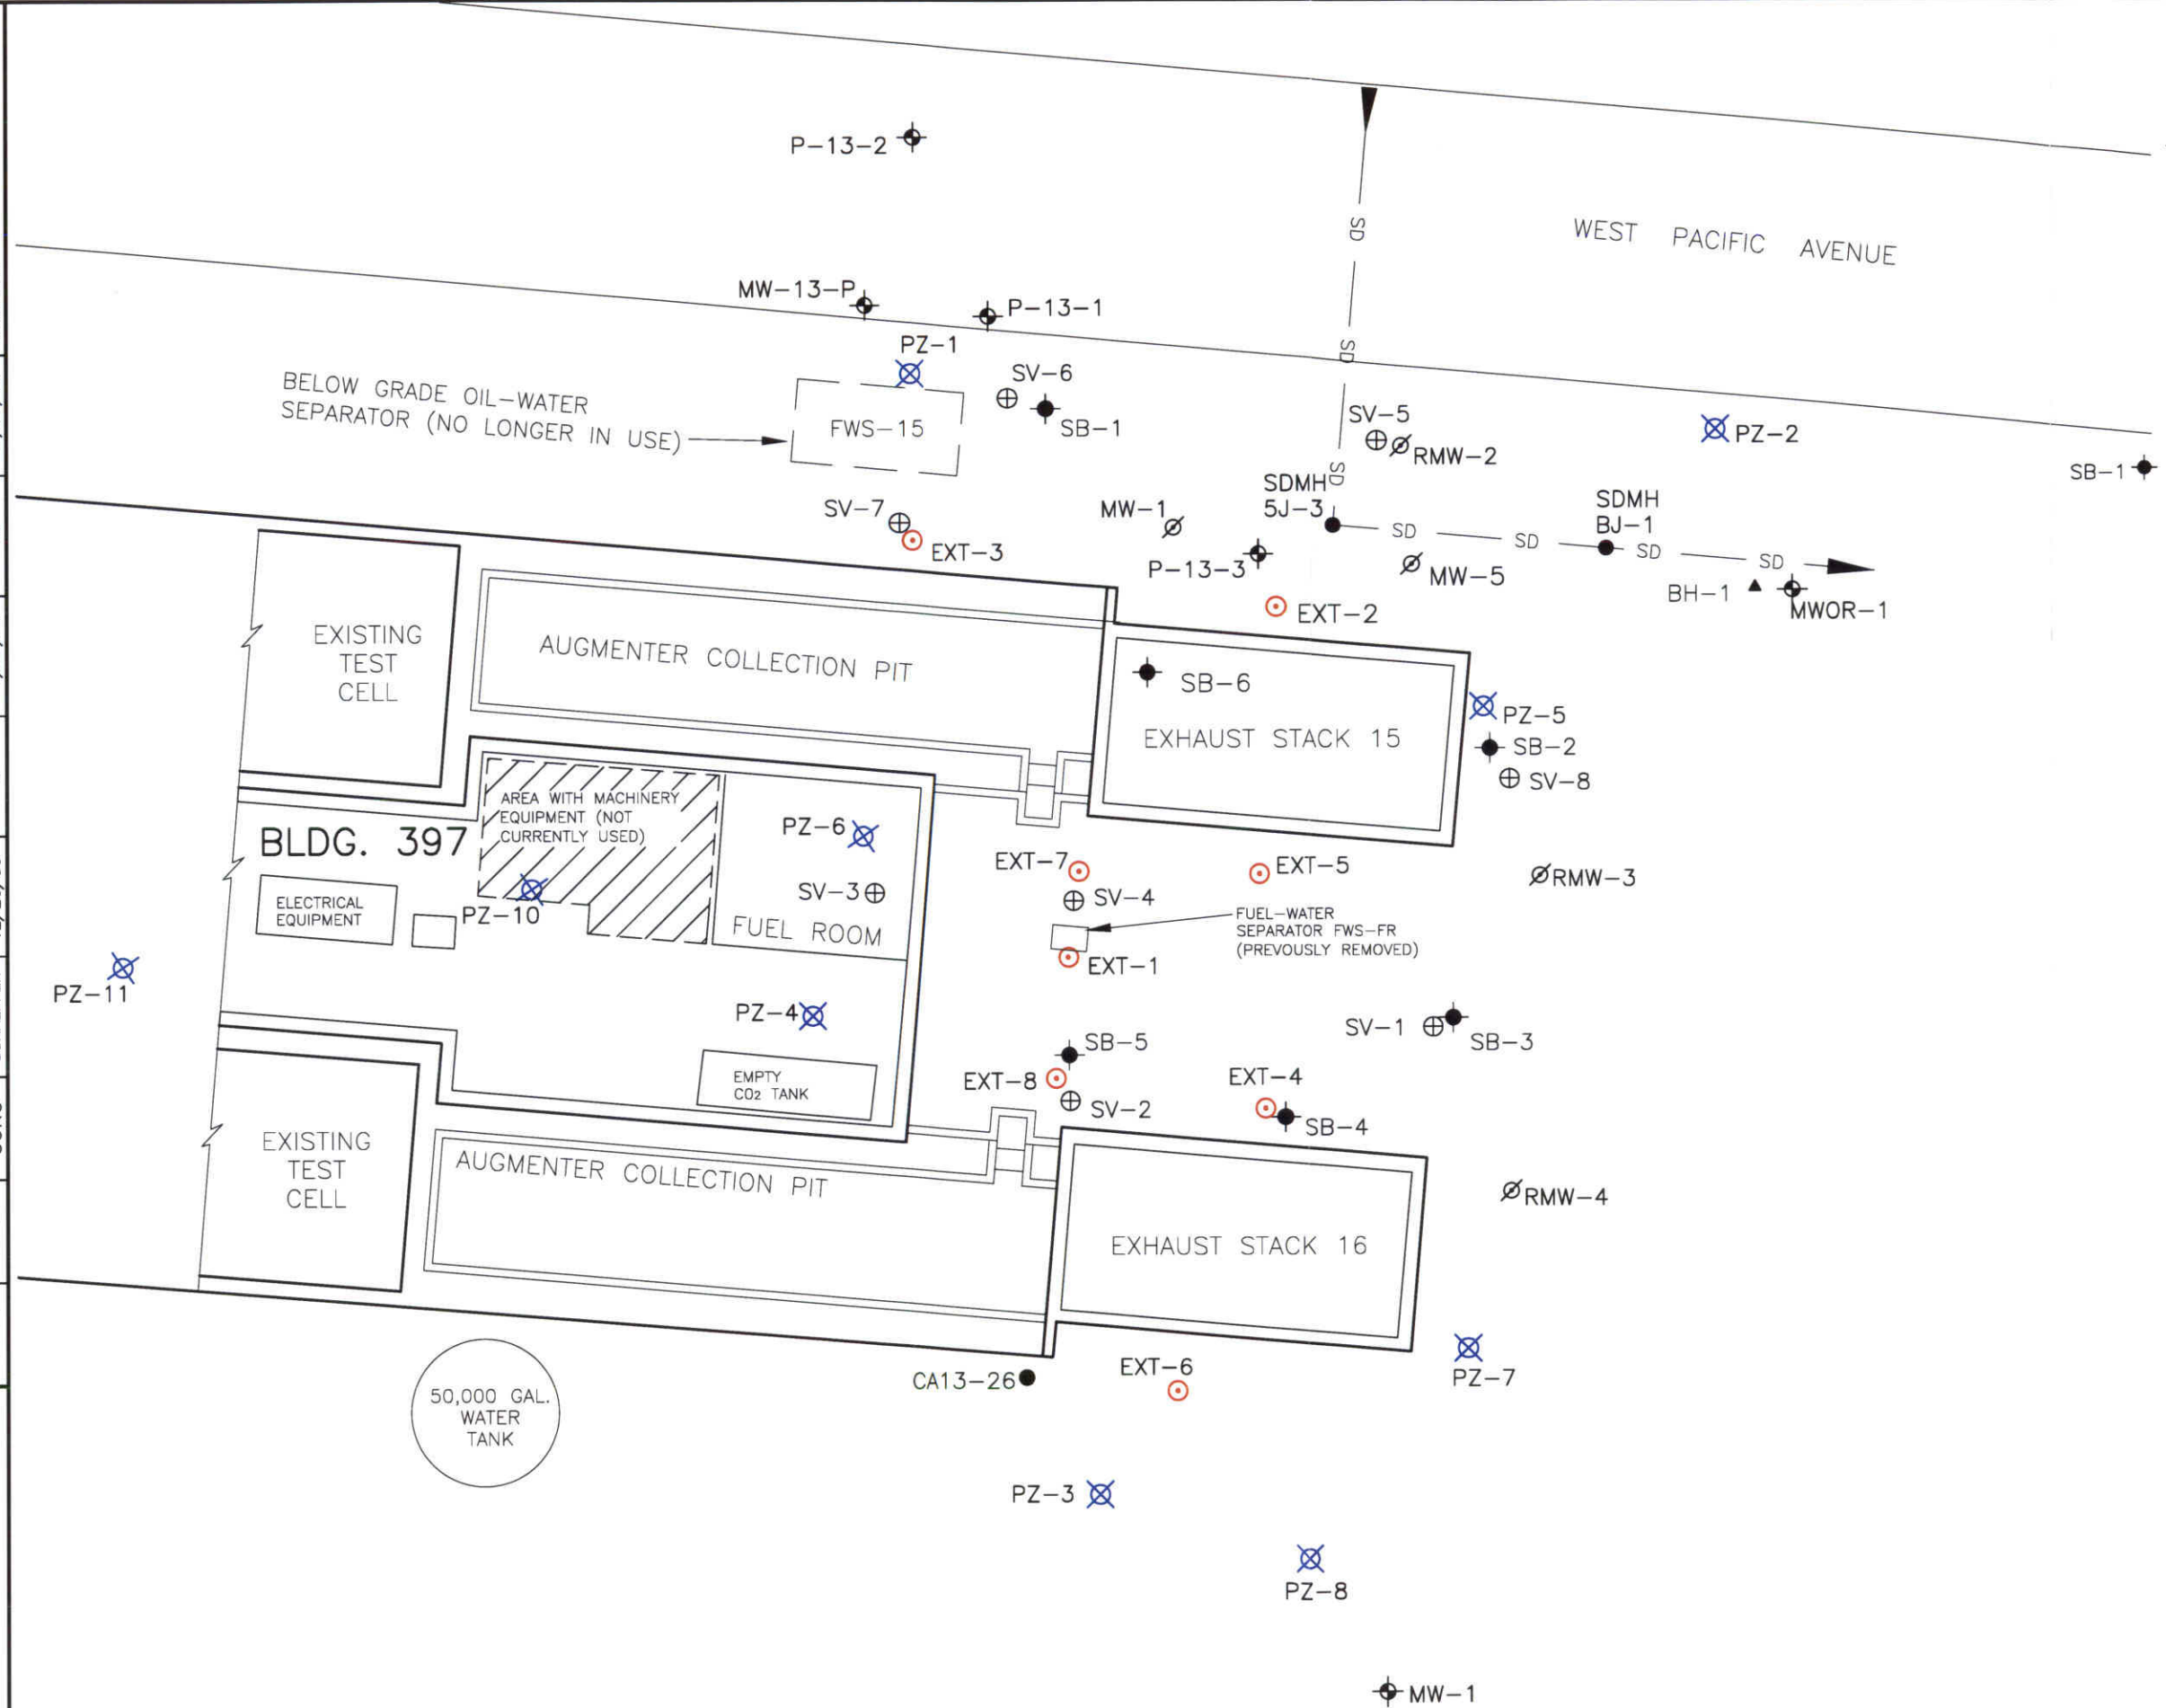 P-13-2
SD
WEST PACIFIC AVENUE
MW-13-P
P-13-1
SD
PZ-1
BELOW GRADE OIL-WATER
SEPARATOR (NO LONGER IN USE)
FWS-15
SV-6
SB-1
SV-5
RMW-2
PZ-2
SB-1
SD
SDMH
5J-3
SDMH
BJ-1
SV-7
EXT-3
MW-1
P-13-3
SD
SD
SD
SD
MW-5
BH-1
MWOR-1
EXT-2
EXISTING
TEST
CELL
AUGMENTER COLLECTION PIT
SB-6
EXHAUST STACK 15
PZ-5
SB-2
SV-8
AREA WITH MACHINERY
EQUIPMENT (NOT
CURRENTLY USED)
BLDG. 397
PZ-6
EXT-7
EXT-5
RMW-3
SV-3
SV-4
ELECTRICAL
EQUIPMENT
PZ-10
FUEL ROOM
FUEL-WATER
SEPARATOR FWS-FR
(PREVOUSLY REMOVED)
EXT-1
PZ-11
PZ-4
SV-1
SB-3
SB-5
EXT-8
SV-2
EXT-4
SB-4
EMPTY
CO2 TANK
EXISTING
TEST
CELL
AUGMENTER COLLECTION PIT
RMW-4
EXHAUST STACK 16
CA13-26
EXT-6
PZ-7
50,000 GAL.
WATER
TANK
PZ-3
PZ-8
MW-1